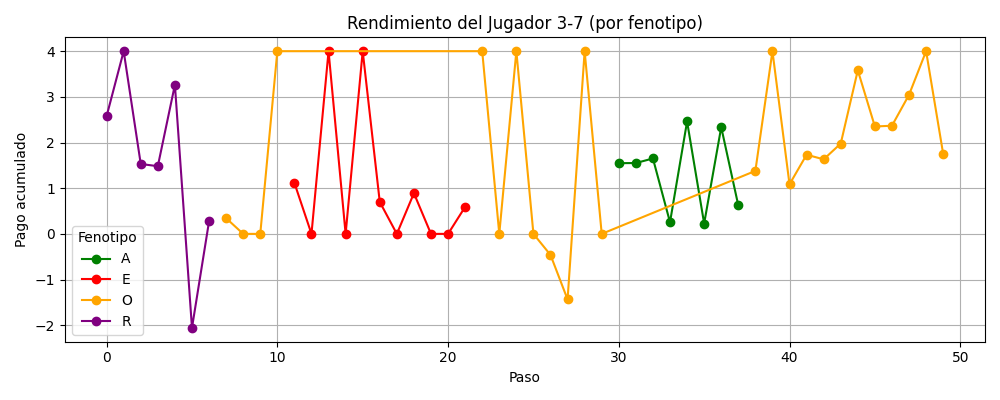 Rendimiento del Jugador 3-7 (por fenotipo)
Pago acumulado
4
3
2
1
0
−1
−2
Fenotipo
A
E
O
R
0 10 20 30 40 50
Paso